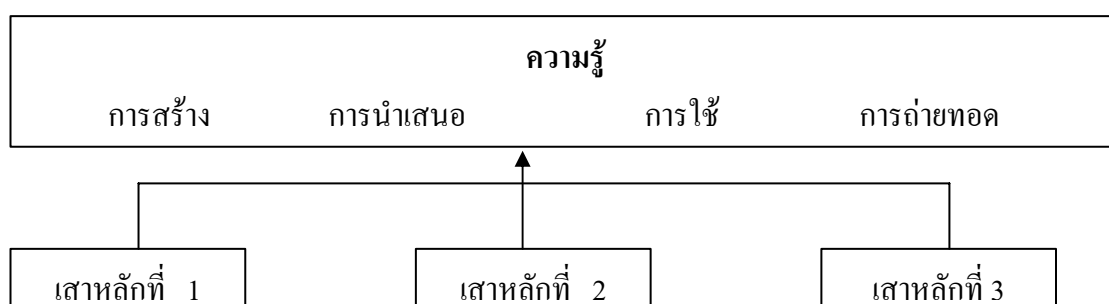 ความรู้
การสร้าง การนำเสนอ การใช้ การถ่ายทอด
เสาหลักที่ 1 เสาหลักที่ 2 เสาหลักที่ 3